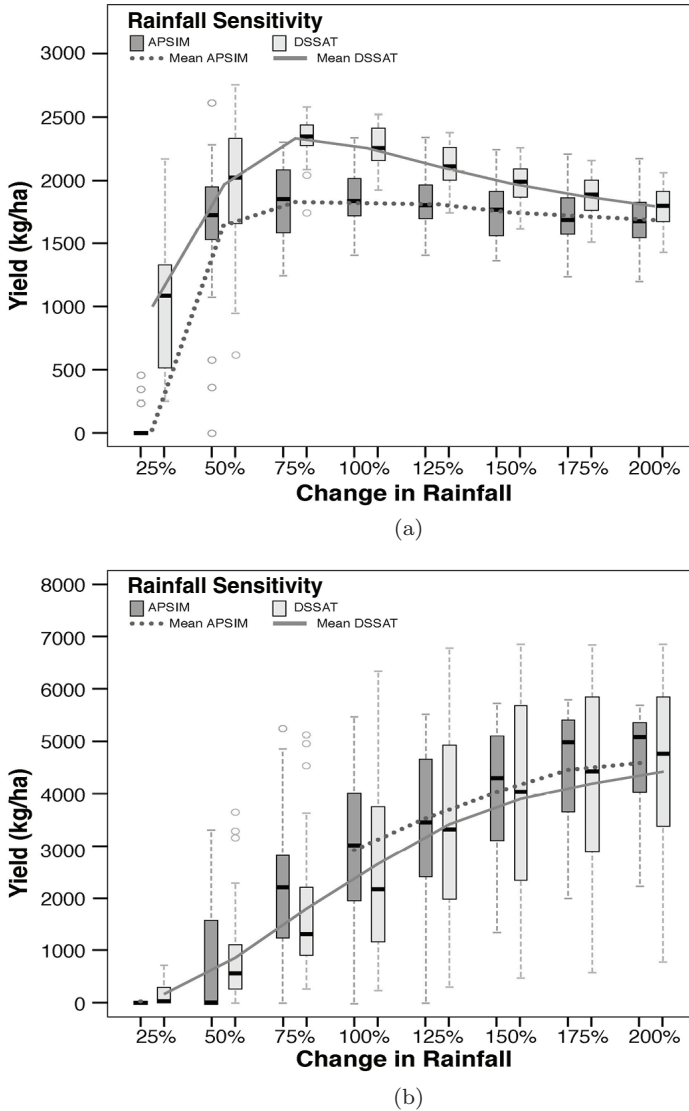 Rainfall Sensitivity
APSIM DSSAT
Mean APSIM Mean DSSAT
3000
2500
2000
1500
1000
500
0
Yield (kg/ha)
25% 50% 75% 100% 125% 150% 175% 200%
Change in Rainfall
(a)
Rainfall Sensitivity
APSIM DSSAT
Mean APSIM Mean DSSAT
8000
7000
6000
5000
4000
3000
2000
1000
0
Yield (kg/ha)
25% 50% 75% 100% 125% 150% 175% 200%
Change in Rainfall
(b)